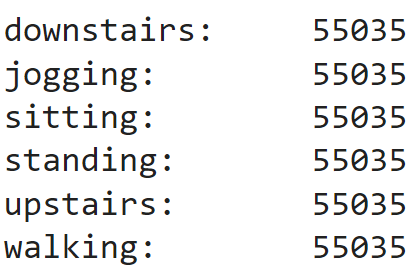 downstairs: 55035
jogging: 55035
sitting: 55035
standing: 55035
upstairs: 55035
walking: 55035